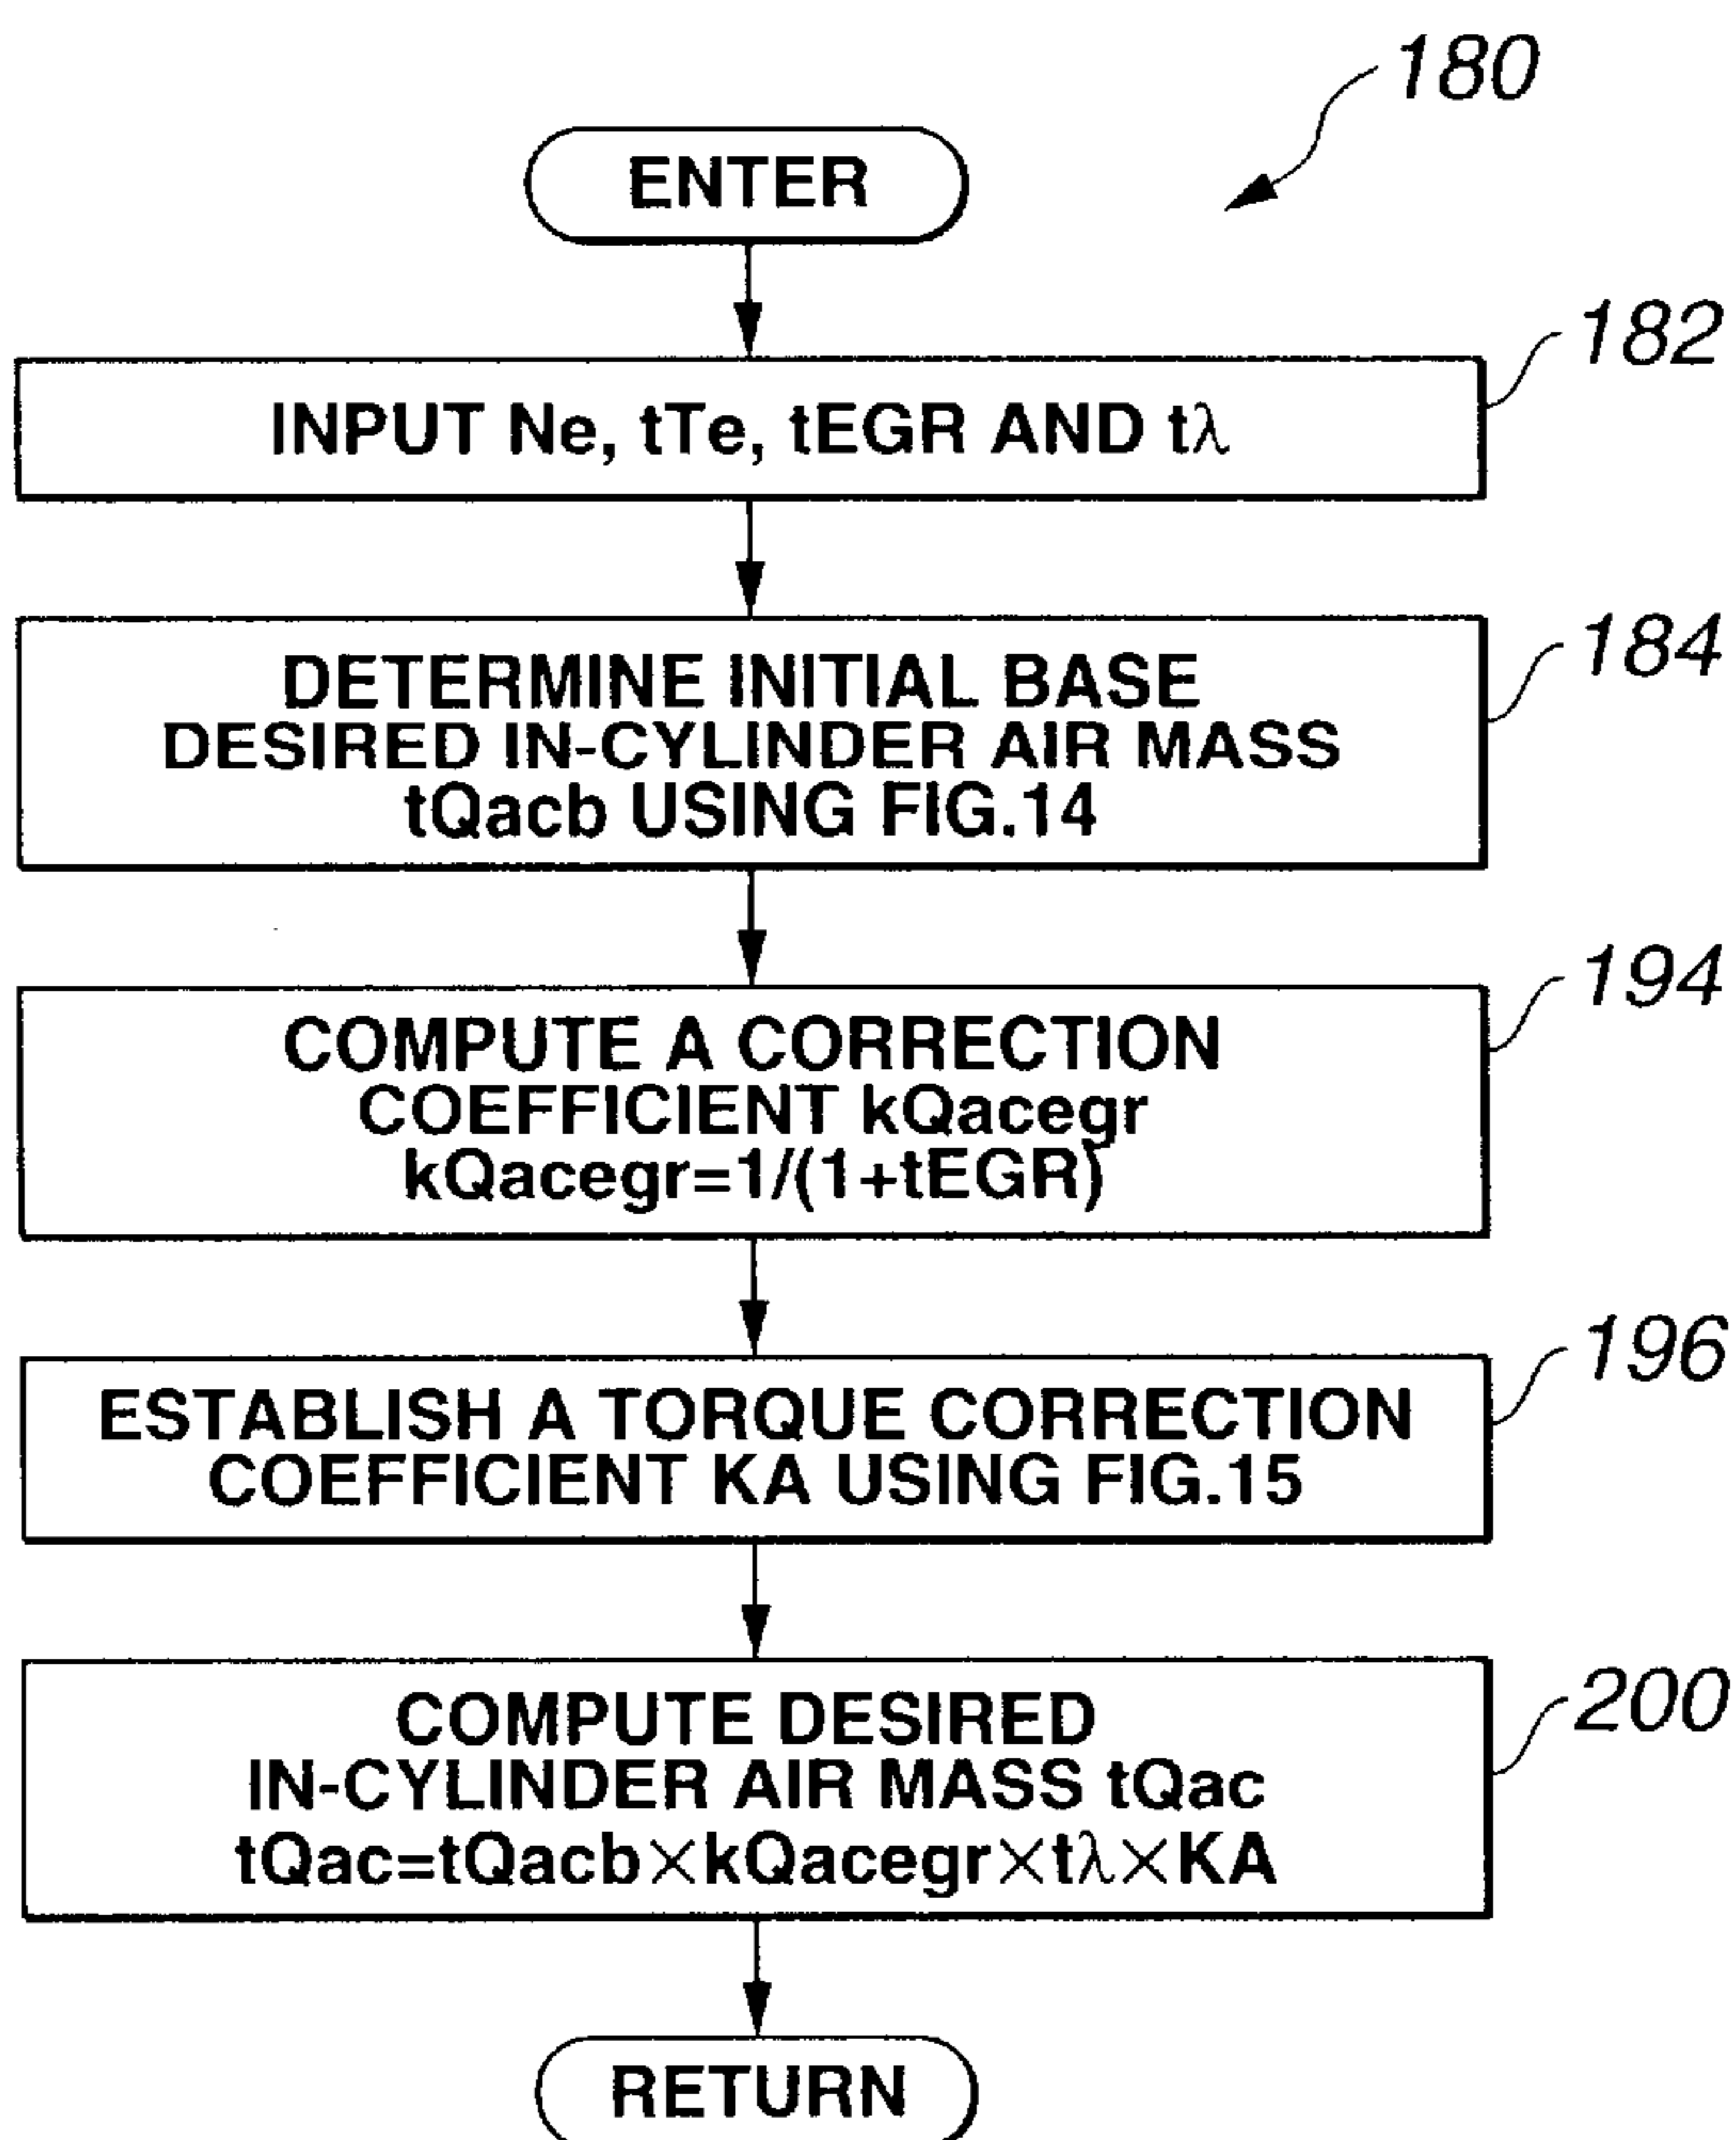 180
ENTER
182
INPUT Ne, tTe, tEGR AND tλ
184
DETERMINE INITIAL BASE
DESIRED IN-CYLINDER AIR MASS
tQacb USING FIG.14
194
COMPUTE A CORRECTION
COEFFICIENT kQacegr
kQacegr=1/(1+tEGR)
196
ESTABLISH A TORQUE CORRECTION
COEFFICIENT KA USING FIG.15
200
COMPUTE DESIRED
IN-CYLINDER AIR MASS tQac
tQac=tQacb×kQacegr×tλ×KA
RETURN